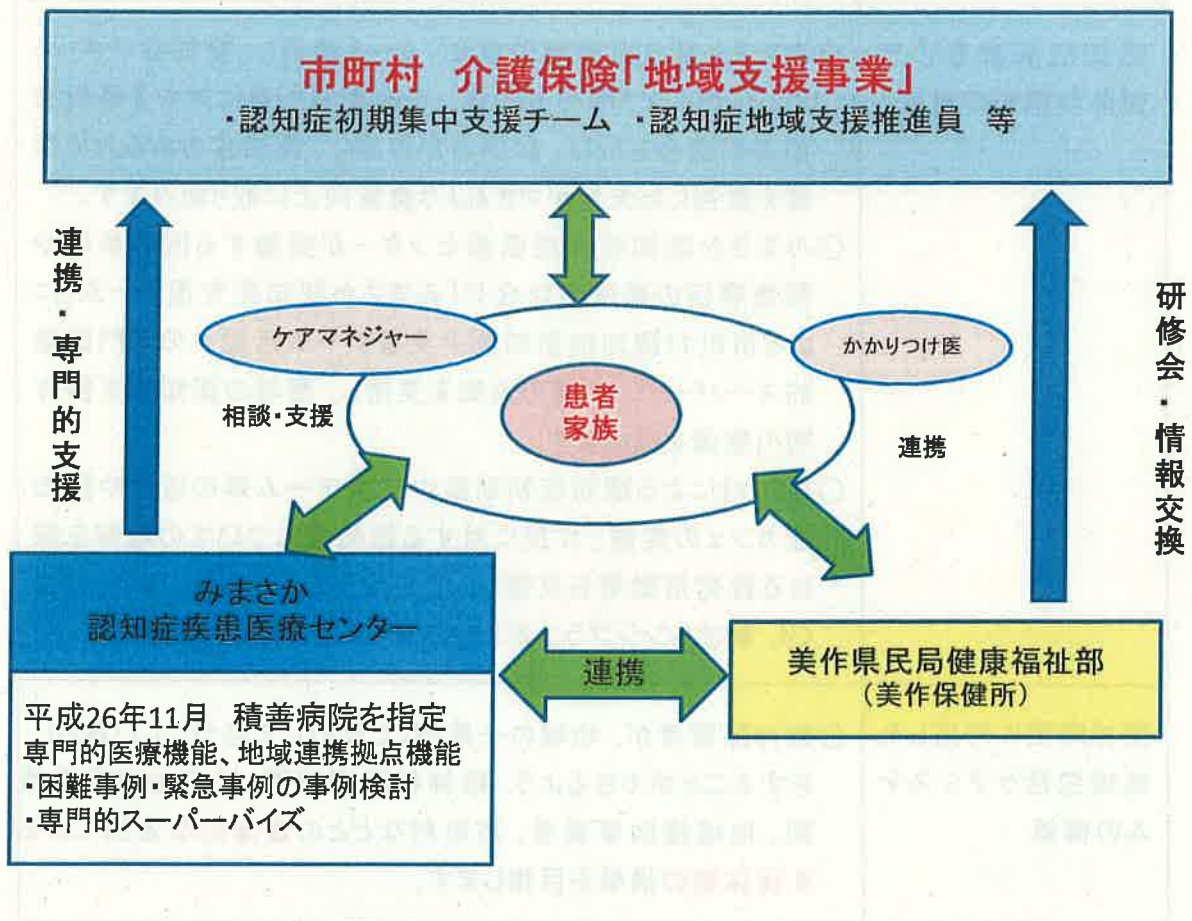 市町村 介護保険「地域支援事業」
・認知症初期集中支援チーム ・認知症地域支援推進員 等
連携・専門的支援
研修会・情報交換
ケアマネジャー
かかりつけ医
患者
家族
相談・支援
連携
みまさか
認知症疾患医療センター
連携
美作県民局健康福祉部
(美作保健所)
平成26年11月 積善病院を指定
専門的医療機能、地域連携拠点機能
・困難事例・緊急事例の事例検討
・専門的スーパーバイズ